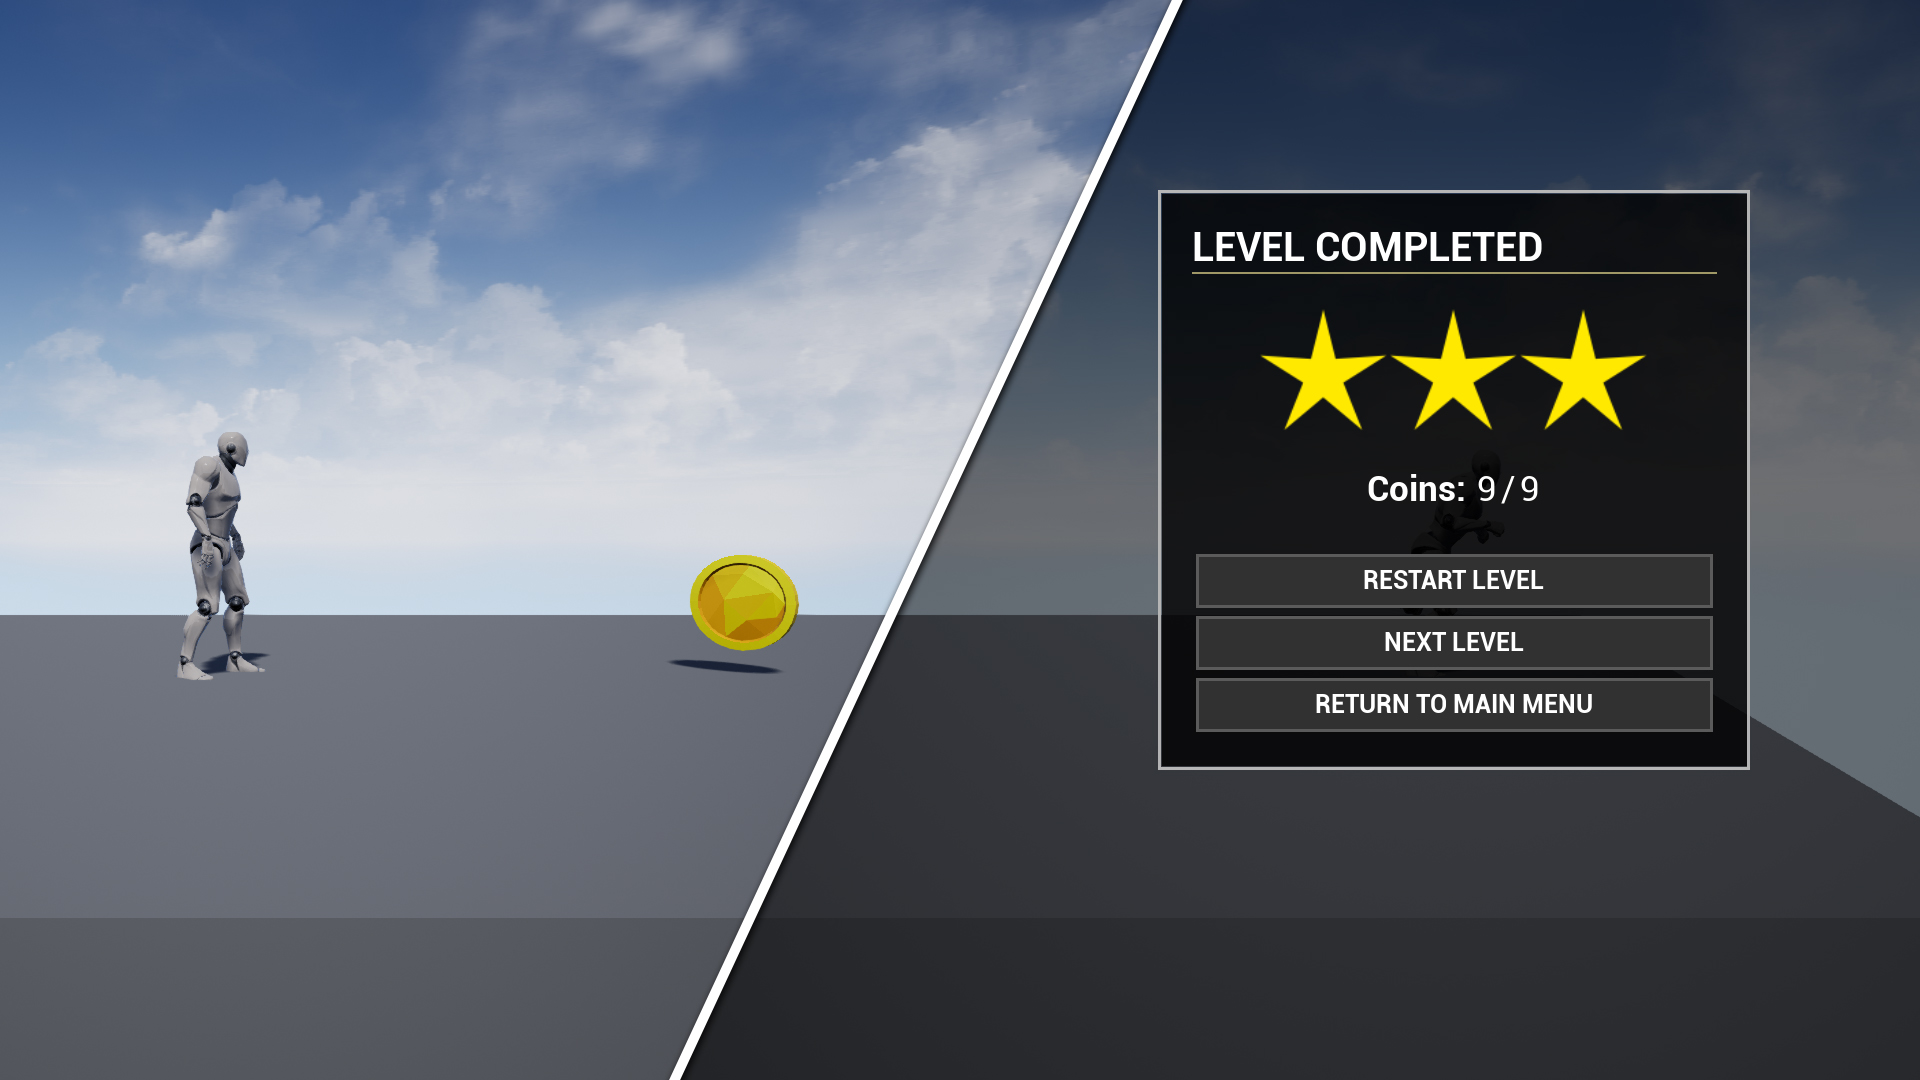 LEVEL COMPLETED
Coins: 9/9
RESTART LEVEL
NEXT LEVEL
RETURN TO MAIN MENU